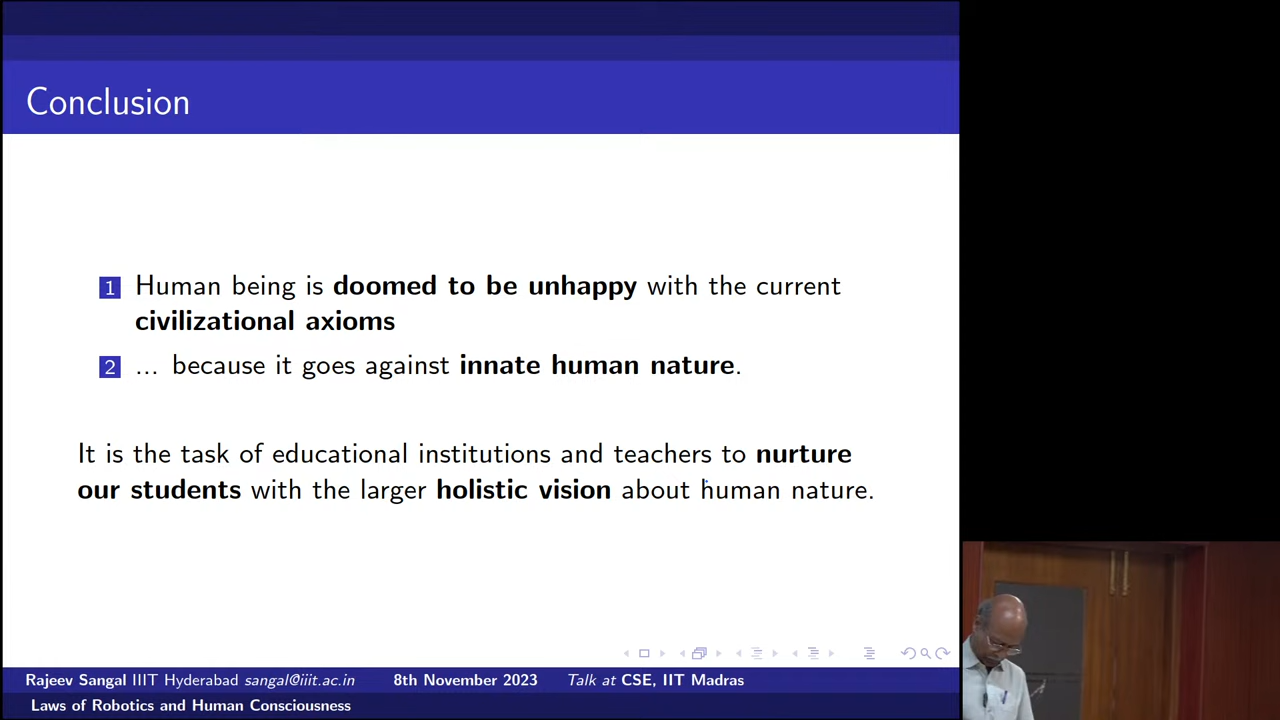 Conclusion
1 Human being is doomed to be unhappy with the current
civilizational axioms
2 ... because it goes against innate human nature.
It is the task of educational institutions and teachers to nurture
our students with the larger holistic vision about human nature.
Rajeev Sangal IIIT Hyderabad sangal@iiit.ac.in 8th November 2023 Talk at CSE, IIT Madras
Laws of Robotics and Human Consciousness